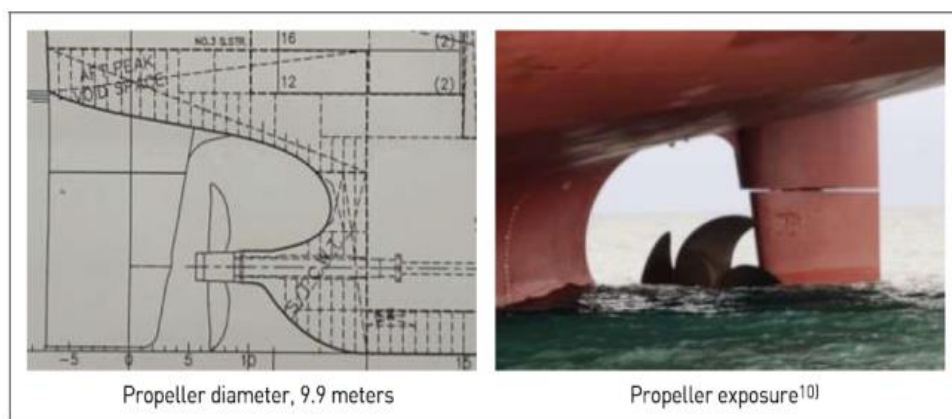 NO.3 S.STR.
16
(2)
AFT PEAK
VOID SPACE
12
(2)
-5
0
5
10
15
Propeller diameter, 9.9 meters
Propeller exposure¹⁰⁾